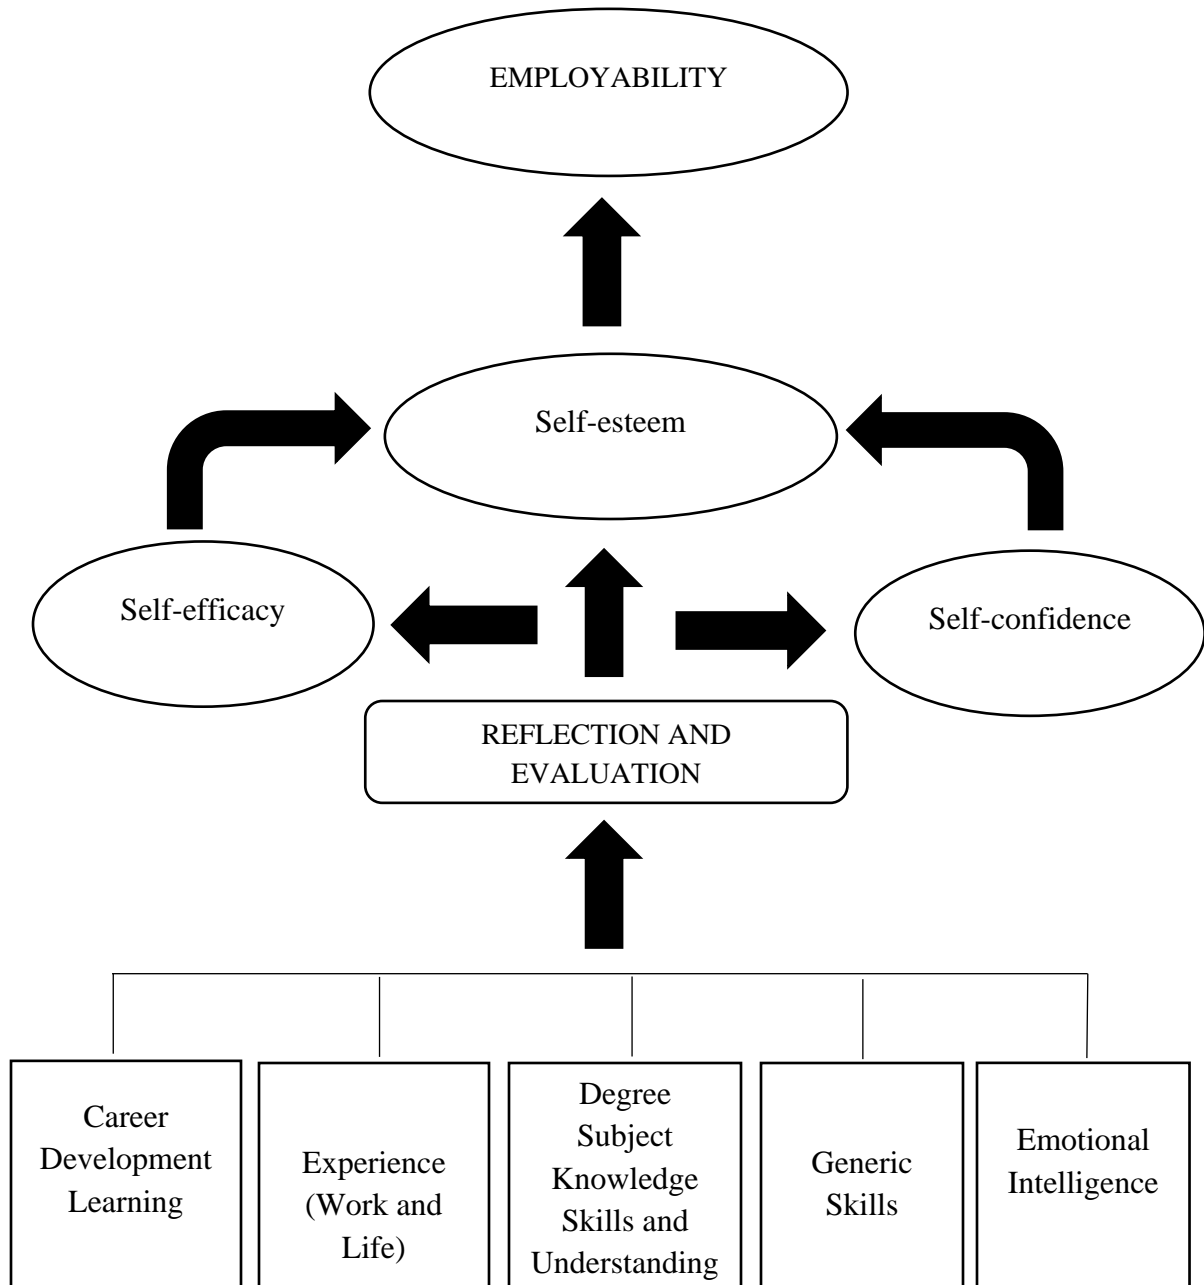 EMPLOYABILITY
Self-esteem
Self-efficacy
Self-confidence
REFLECTION AND
EVALUATION
Career
Development
Learning
Experience
(Work and
Life)
Degree
Subject
Knowledge
Skills and
Understanding
Generic
Skills
Emotional
Intelligence